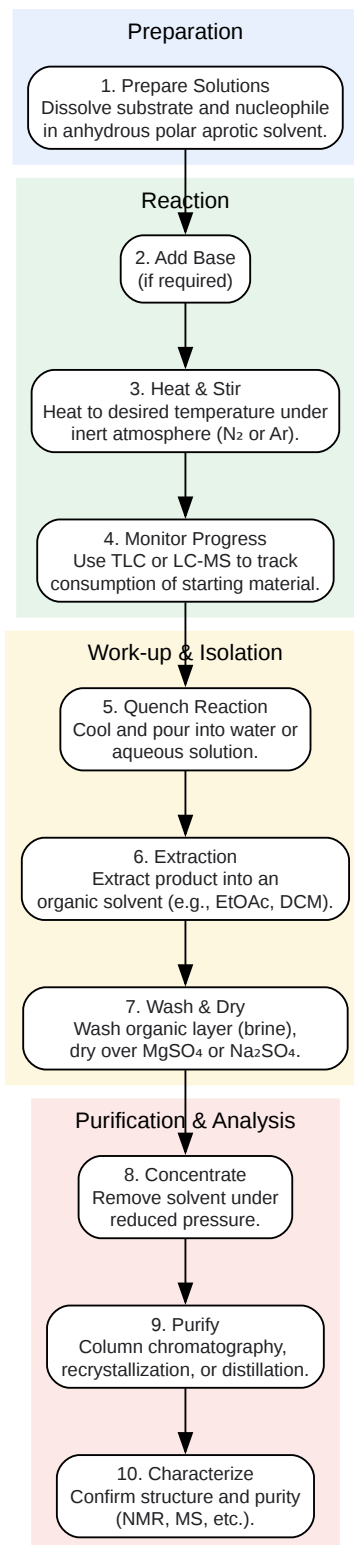 Preparation
1. Prepare Solutions
Dissolve substrate and nucleophile
in anhydrous polar aprotic solvent.
Reaction
2. Add Base
(if required)
3. Heat & Stir
Heat to desired temperature under
inert atmosphere (N₂ or Ar).
4. Monitor Progress
Use TLC or LC-MS to track
consumption of starting material.
Work-up & Isolation
5. Quench Reaction
Cool and pour into water or
aqueous solution.
6. Extraction
Extract product into an
organic solvent (e.g., EtOAc, DCM).
7. Wash & Dry
Wash organic layer (brine),
dry over MgSO₄ or Na₂SO₄.
Purification & Analysis
8. Concentrate
Remove solvent under
reduced pressure.
9. Purify
Column chromatography,
recrystallization, or distillation.
10. Characterize
Confirm structure and purity
(NMR, MS, etc.).